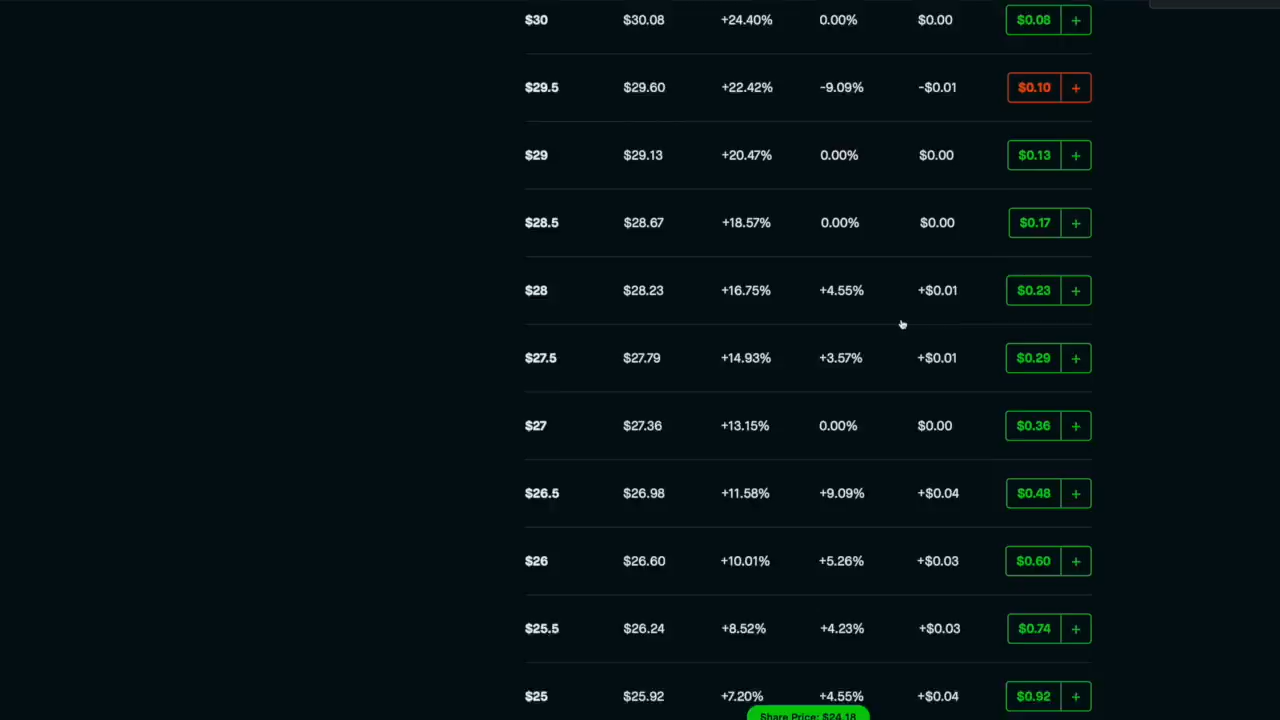 $30 $30.08 +24.40% 0.00% $0.00 $0.08 +
$29.5 $29.60 +22.42% -9.09% -$0.01 $0.10 +
$29 $29.13 +20.47% 0.00% $0.00 $0.13 +
$28.5 $28.67 +18.57% 0.00% $0.00 $0.17 +
$28 $28.23 +16.75% +4.55% +$0.01 $0.23 +
$27.5 $27.79 +14.93% +3.57% +$0.01 $0.29 +
$27 $27.36 +13.15% 0.00% $0.00 $0.36 +
$26.5 $26.98 +11.58% +9.09% +$0.04 $0.48 +
$26 $26.60 +10.01% +5.26% +$0.03 $0.60 +
$25.5 $26.24 +8.52% +4.23% +$0.03 $0.74 +
$25 $25.92 +7.20% +4.55% +$0.04 $0.92 +
Share Price: $24.18